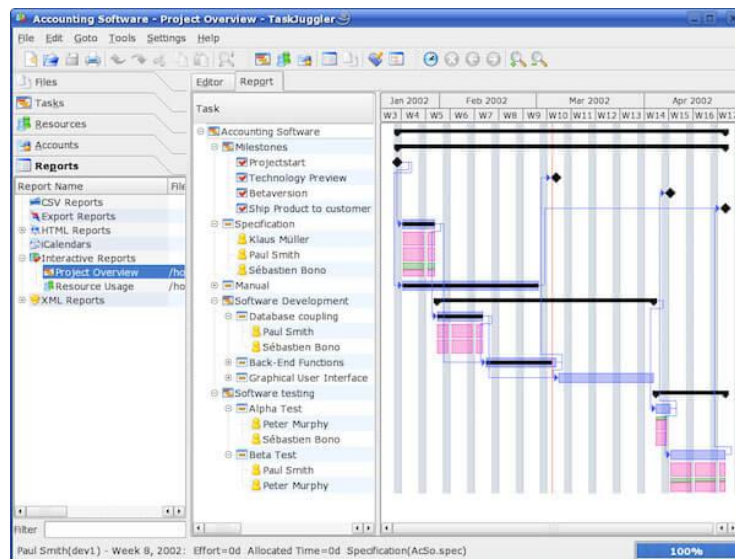 Accounting Software - Project Overview - TaskJuggler
File Edit Goto Tools Settings Help
Files
Tasks
Resources
Accounts
Reports
Report Name File
CSV Reports
Export Reports
HTML Reports
iCalendars
Interactive Reports
Project Overview /ho
Resource Usage /ho
XML Reports
Filter
Editor Report
Task
Accounting Software
Milestones
Projectstart
Technology Preview
Betaversion
Ship Product to customer
Specification
Klaus Müller
Paul Smith
Sébastien Bono
Manual
Software Development
Database coupling
Paul Smith
Sébastien Bono
Back-End Functions
Graphical User Interface
Software testing
Alpha Test
Peter Murphy
Sébastien Bono
Beta Test
Paul Smith
Peter Murphy
Jan 2002 Feb 2002 Mar 2002 Apr 2002
W3 W4 W5 W6 W7 W8 W9 W10 W11 W12 W13 W14 W15 W16 W17
Paul Smith(dev1) - Week 8, 2002: Effort=0d Allocated Time=0d Specification(AcSo.spec)
100%